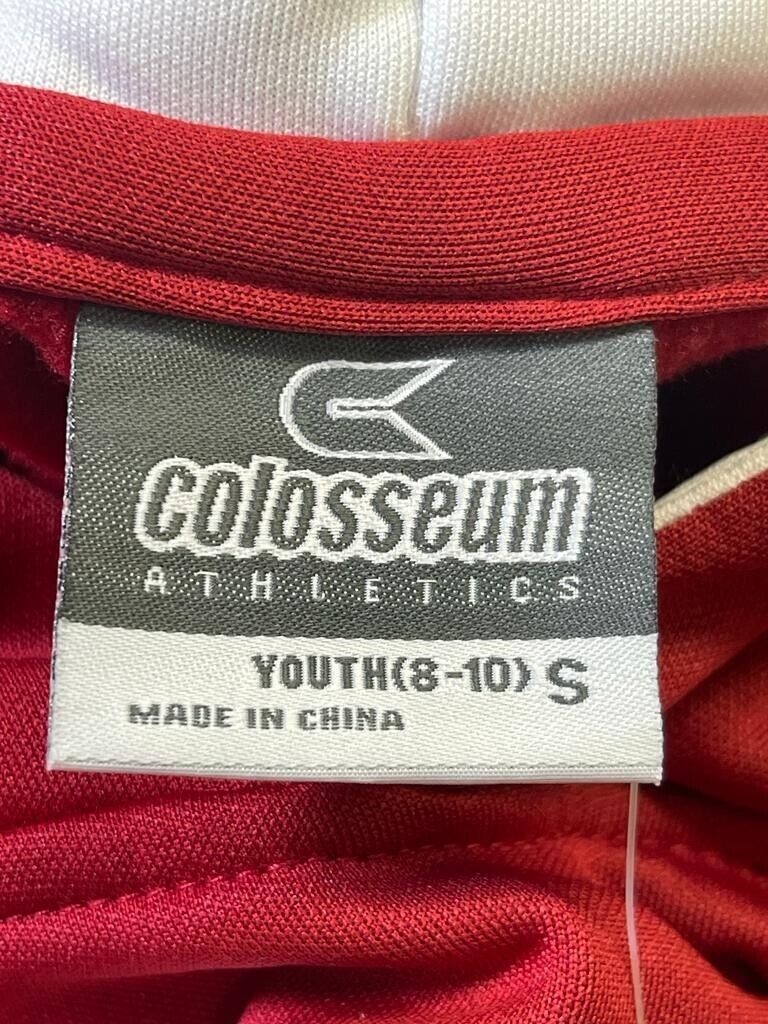 colosseum
ATHLETICS
YOUTH(8-10) S
MADE IN CHINA